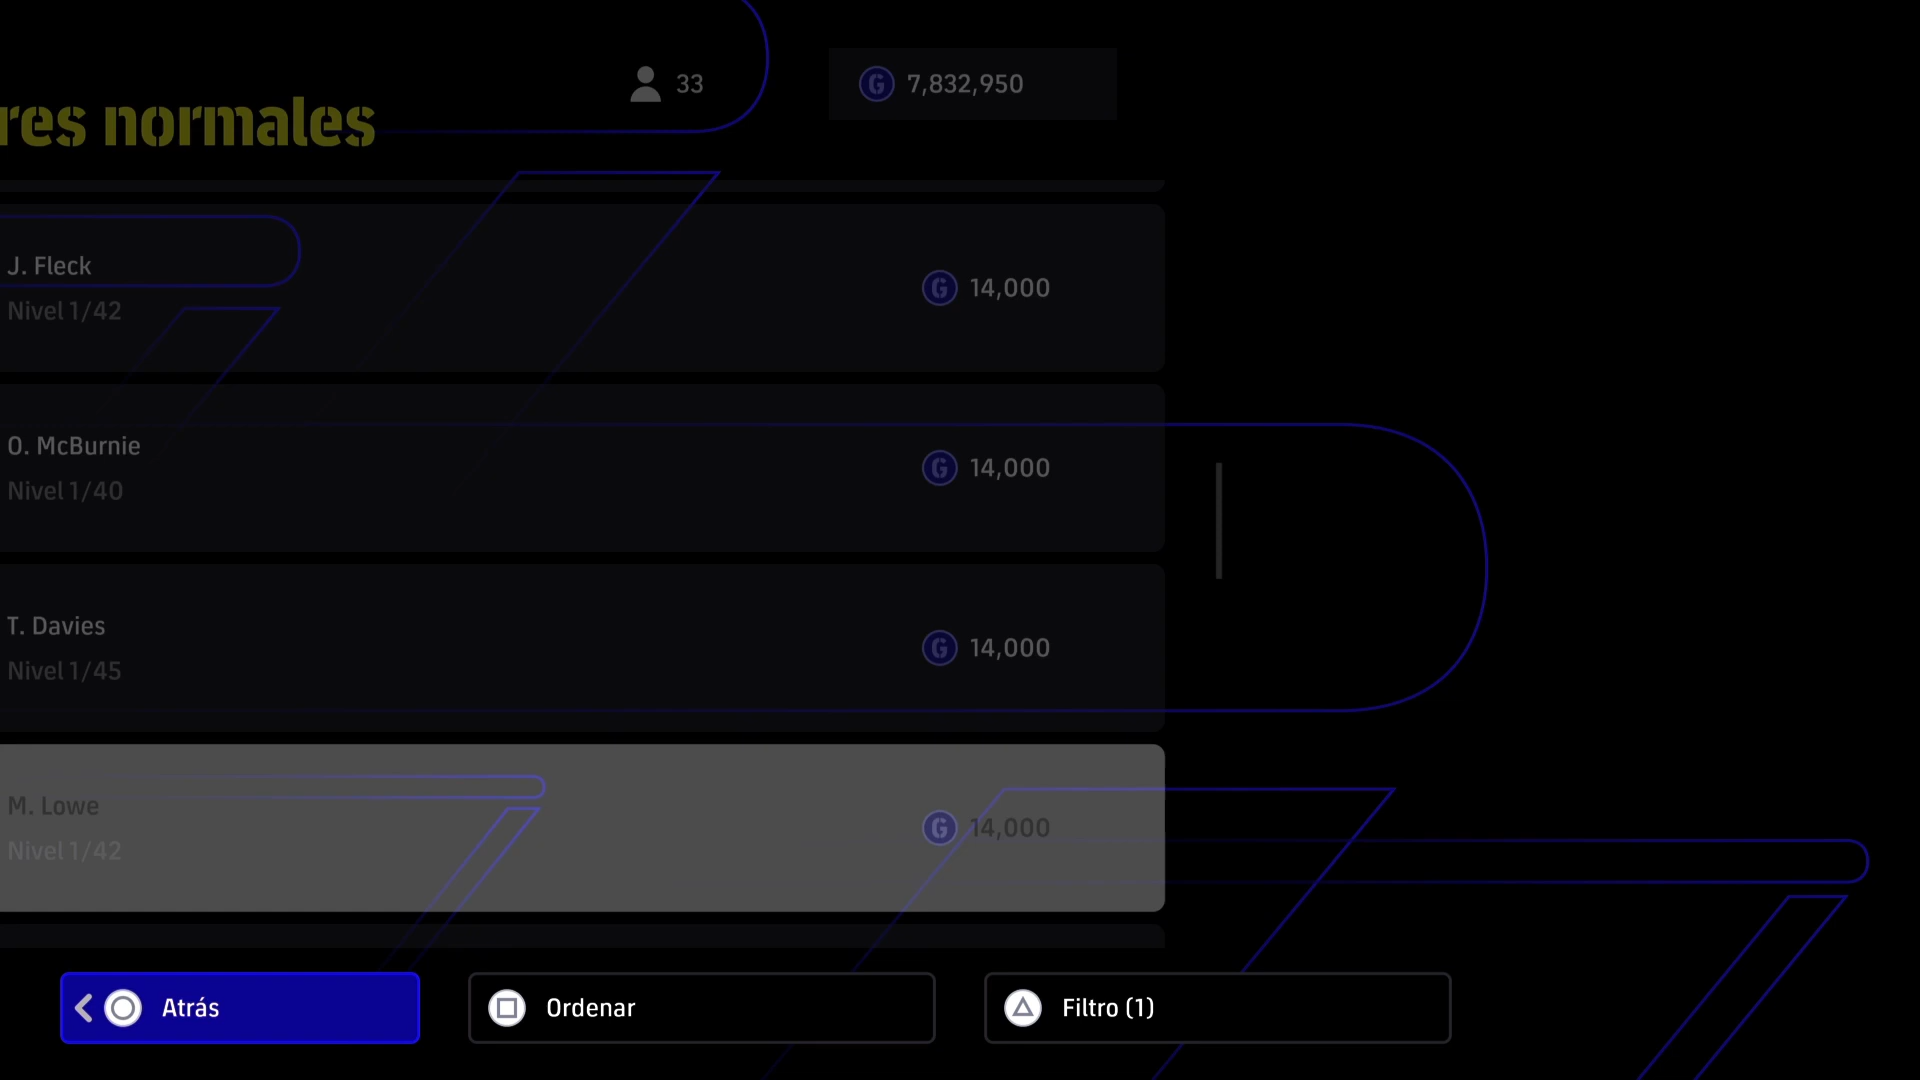 33
7,832,950
res normales
J. Fleck
Nivel 1/42
14,000
O. McBurnie
Nivel 1/40
14,000
T. Davies
Nivel 1/45
14,000
M. Lowe
Nivel 1/42
14,000
Atrás
Ordenar
Filtro (1)